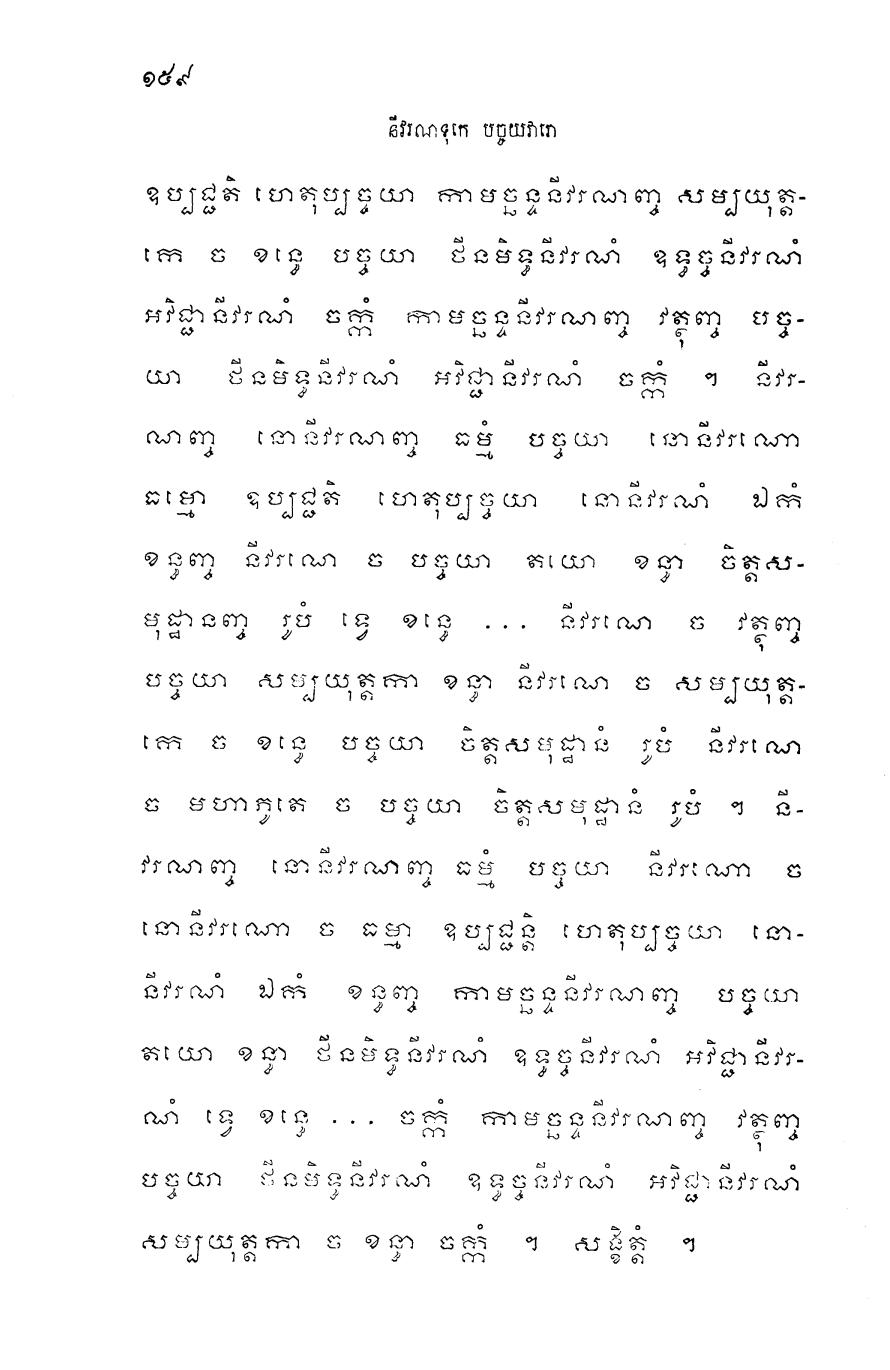 ១៥៩
នីវរណទុកេ បច្ចយវារោ
ឧប្បជ្ជតិ ហេតុប្បច្ចយា កាមច្ឆន្ទនីវរណញ្ច សម្បយុត្ត-
កេ ច ខន្ធេ បច្ចយា ថីនមិទ្ធនីវរណំ ឧទ្ធច្ចនីវរណំ
អវិជ្ជានីវរណំ ចក្កំ កាមច្ឆន្ទនីវរណញ្ច វត្ថុញ្ច បច្ច-
យា ថីនមិទ្ធនីវរណំ អវិជ្ជានីវរណំ ចក្កំ ។ នីវរ-
ណញ្ច នោនីវរណញ្ច ធម្មំ បច្ចយា នោនីវរណោ
ធម្មោ ឧប្បជ្ជតិ ហេតុប្បច្ចយា នោនីវរណំ ឯកំ
ខន្ធញ្ច នីវរណេ ច បច្ចយា តយោ ខន្ធា ចិត្តស-
មុដ្ឋានញ្ច រូបំ ទ្វេ ខន្ធេ ... នីវរណេ ច វត្ថុញ្ច
បច្ចយា សម្បយុត្តកា ខន្ធា នីវរណេ ច សម្បយុត្ត-
កេ ច ខន្ធេ បច្ចយា ចិត្តសមុដ្ឋានំ រូបំ នីវរណេ
ច មហាភូតេ ច បច្ចយា ចិត្តសមុដ្ឋានំ រូបំ ។ នី-
វរណញ្ច នោនីវរណញ្ច ធម្មំ បច្ចយា នីវរណោ ច
នោនីវរណោ ច ធម្មា ឧប្បជ្ជន្តិ ហេតុប្បច្ចយា នោ-
នីវរណំ ឯកំ ខន្ធញ្ច កាមច្ឆន្ទនីវរណញ្ច បច្ចយា
តយោ ខន្ធា ថីនមិទ្ធនីវរណំ ឧទ្ធច្ចនីវរណំ អវិជ្ជានីវរ-
ណំ ទ្វេ ខន្ធេ ... ចក្កំ កាមច្ឆន្ទនីវរណញ្ច វត្ថុញ្ច
បច្ចយា ថីនមិទ្ធនីវរណំ ឧទ្ធច្ចនីវរណំ អវិជ្ជានីវរណំ
សម្បយុត្តកា ច ខន្ធា ចក្កំ ។ សង្ខិត្តំ ។